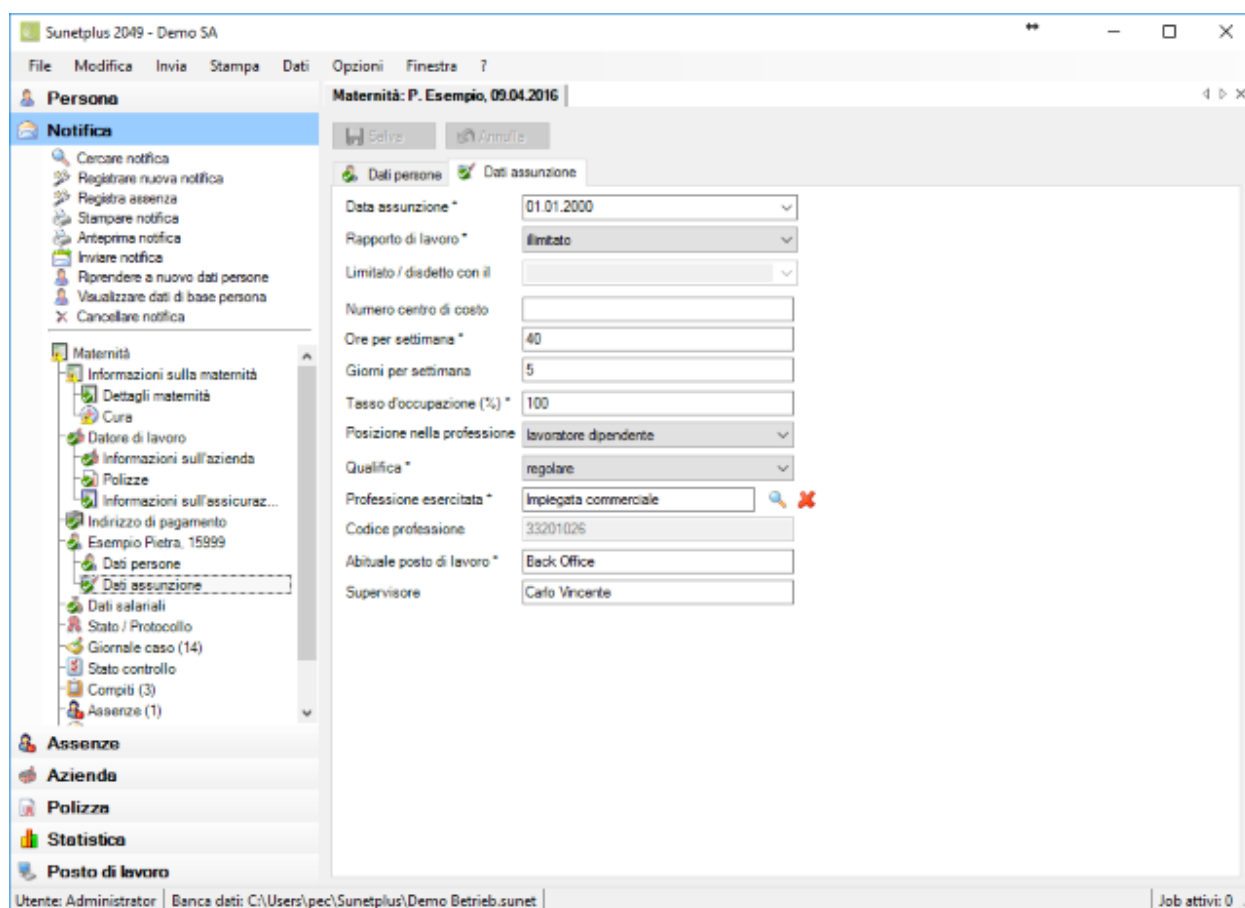 Sunetplus 2049 - Demo SA
File Modifica Invia Stampa Dati Opzioni Finestra ?
Persona
Notifica
Cercare notifica
Registrare nuova notifica
Registra assenza
Stampare notifica
Anteprima notifica
Inviare notifica
Riprendere a nuovo dati persone
Visualizzare dati di base persona
Cancellare notifica
Maternità
Informazioni sulla maternità
Dettagli maternità
Cura
Datore di lavoro
Informazioni sull'azienda
Polizze
Informazioni sull'assicuraz...
Indirizzo di pagamento
Esempio Pietra, 15999
Dati persone
Dati assunzione
Dati salariali
Stato / Protocollo
Giornale caso (14)
Stato controllo
Compiti (3)
Assenze (1)
Assenze
Azienda
Polizza
Statistica
Posto di lavoro
Maternità: P. Esempio, 09.04.2016
Salva Annulla
Dati persone Dati assunzione
Data assunzione * 01.01.2000
Rapporto di lavoro * illimitato
Limitato / disdetto con il
Numero centro di costo
Ore per settimana * 40
Giorni per settimana 5
Tasso d'occupazione (%) * 100
Posizione nella professione lavoratore dipendente
Qualifica * regolare
Professione esercitata * Impiegata commerciale
Codice professione 33201026
Abituale posto di lavoro * Back Office
Supervisore Carlo Vincente
Utente: Administrator Banca dati: C:\Users\pec\Sunetplus\Demo Betrieb.sunet Job attivi: 0